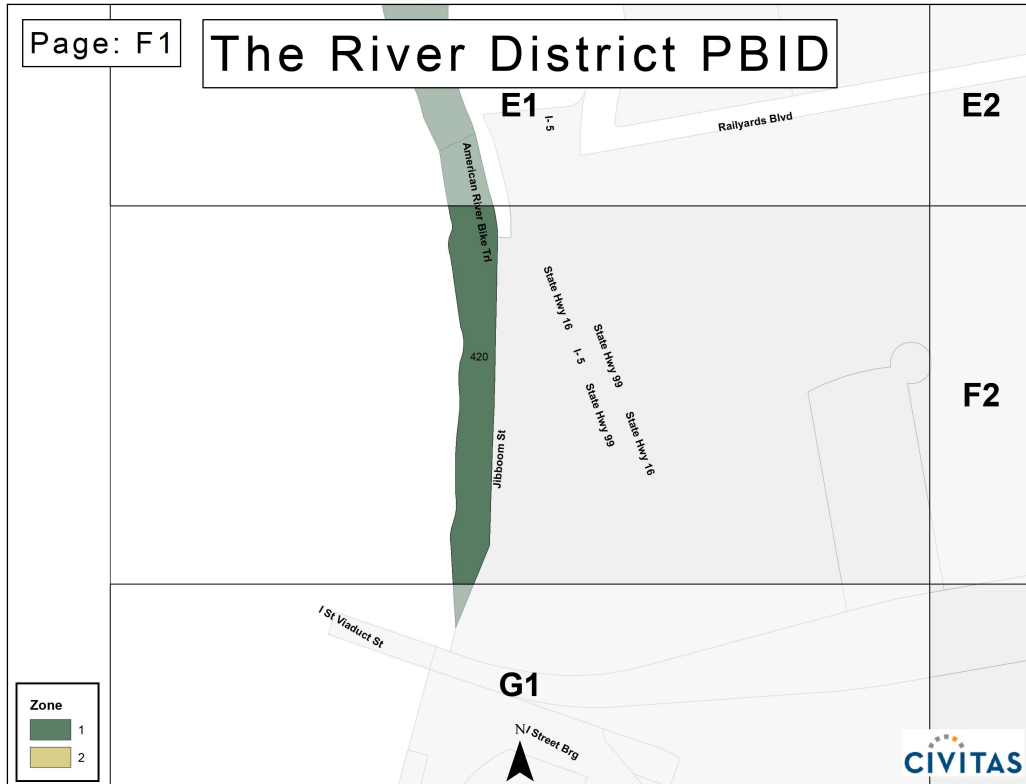 Page: F1
The River District PBID
E1
E2
I- 5
Railyards Blvd
American River Bike Trl
State Hwy 16
State Hwy 99
I- 5
420
State Hwy 99
State Hwy 16
F2
Jibboom St
I St Viaduct St
G1
Zone
1
2
N
I Street Brg
CIVITAS